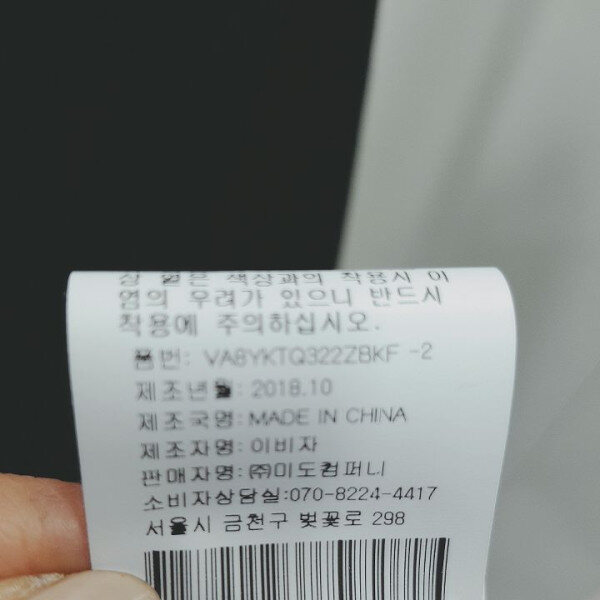 은 색상과의 착용시 이
염의 우려가 있으니 반드시
착용에 주의하십시오.
품번: VA8YKTQ322ZBKF -2
제조년월: 2018.10
제조국명: MADE IN CHINA
제조자명: 이비자
판매자명: ㈜미도컴퍼니
소비자상담실:070-8224-4417
서울시 금천구 벚꽃로 298